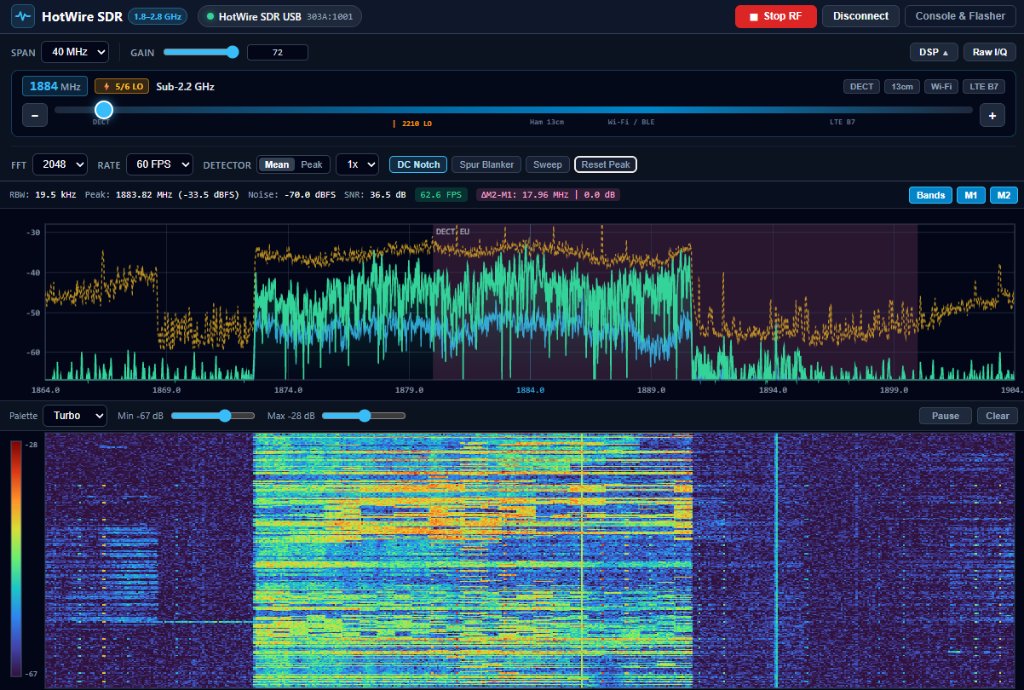 HotWire SDR 1.8–2.8 GHz HotWire SDR USB 303A:1001 Stop RF Disconnect Console & Flasher
SPAN 40 MHz GAIN 72 DSP ▲ Raw I/Q
1884 MHz ⚡ 5/6 LO Sub-2.2 GHz DECT 13cm Wi-Fi LTE B7
− +
DECT 2210 LO Ham 13cm Wi-Fi / BLE LTE B7
FFT 2048 RATE 60 FPS DETECTOR Mean Peak 1x DC Notch Spur Blanker Sweep Reset Peak
RBW: 19.5 kHz Peak: 1883.82 MHz (-33.5 dBFS) Noise: -70.0 dBFS SNR: 36.5 dB 62.6 FPS ΔM2-M1: 17.96 MHz | 0.0 dB Bands M1 M2
DECT EU
-30
-40
-50
-60
1864.0 1869.0 1874.0 1879.0 1884.0 1889.0 1894.0 1899.0 1904.
Palette Turbo Min -67 dB Max -28 dB Pause Clear
-28
-67